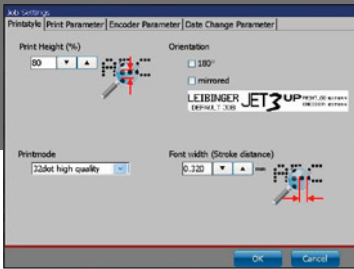 Job Settings
Printstyle Print Parameter Encoder Parameter Date Change Parameter
Print Height (%)
80
Orientation
180°
mirrored
LEIBINGER JET3UP
DEFAULT JOB
Printmode
32dot high quality
Font width (Stroke distance)
0.320 mm
OK Cancel